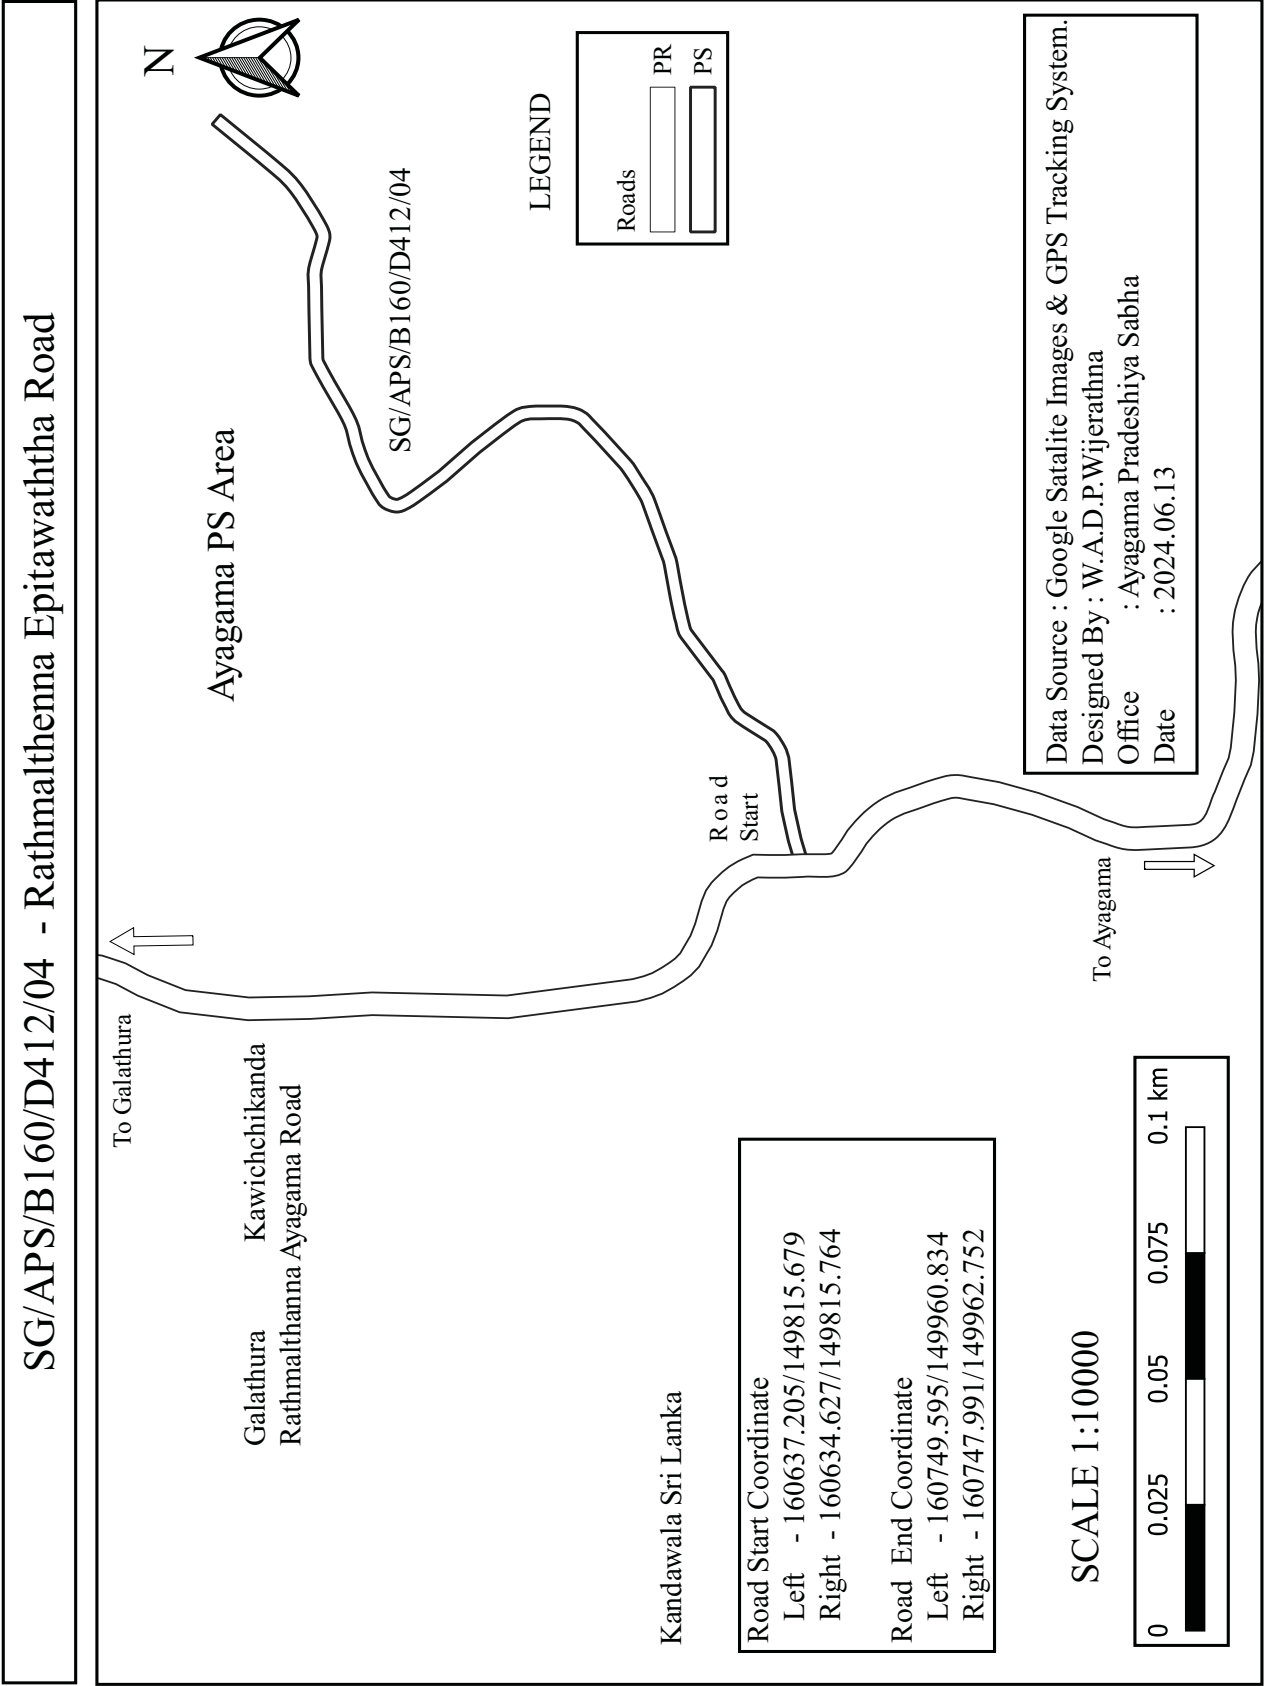 SG/APS/B160/D412/04 - Rathmalthenna Epitawaththa Road
N
To Galathura
Ayagama PS Area
Galathura Kawichchikanda
Rathmalthanna Ayagama Road
SG/APS/B160/D412/04
LEGEND
Roads
PR
PS
Kandawala Sri Lanka
Road
Start
Road Start Coordinate
Left - 160637.205/149815.679
Right - 160634.627/149815.764
Road End Coordinate
Left - 160749.595/149960.834
Right - 160747.991/149962.752
To Ayagama
Data Source : Google Satalite Images & GPS Tracking System.
Designed By : W.A.D.P.Wijerathna
Office : Ayagama Pradeshiya Sabha
Date : 2024.06.13
SCALE 1:10000
0 0.025 0.05 0.075 0.1 km